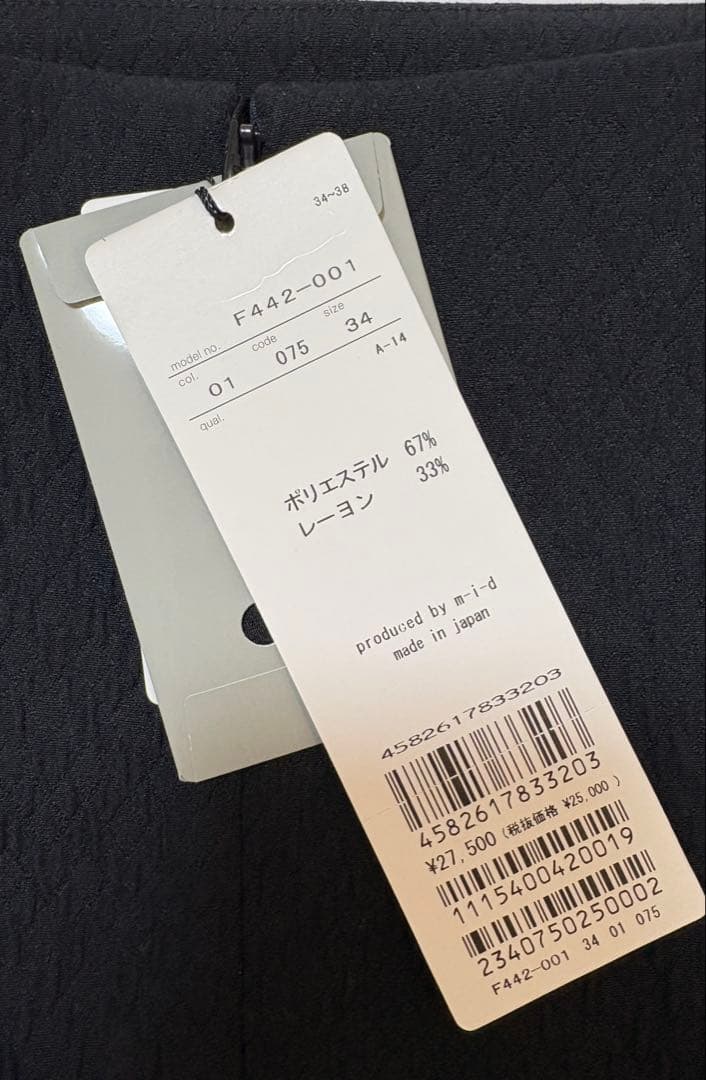 34~38
model no. F442-001
col. 01 code 075 size 34
A-14
qual.
ポリエステル 67%
レーヨン 33%
produced by m-i-d
made in japan
4582617833203
4582617833203
¥27,500 (税抜価格 ¥25,000 )
1115400420019
2340750250002
F442-001 34 01 075